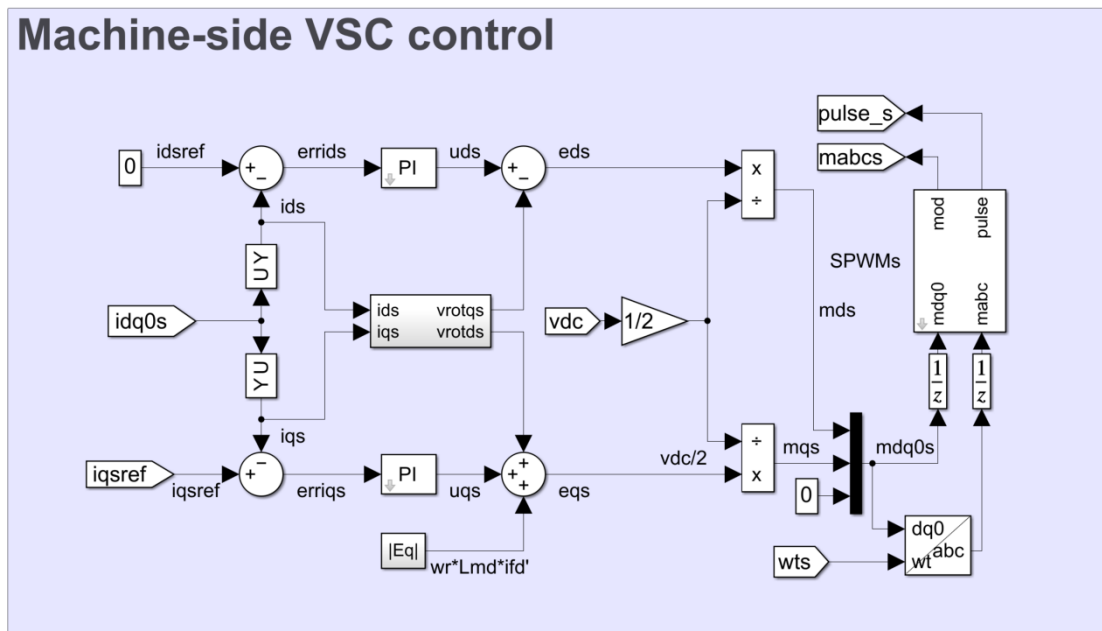 Machine-side VSC control
pulse_s
mabcs
0
idsref
+
−
errids
PI
uds
+
−
eds
x
÷
ids
mod
pulse
SPWMs
mdq0
mabc
U Y
idq0s
ids
vrotqs
iqs
vrotds
vdc
1/2
mds
Y U
1
z
1
z
iqs
−
+
iqsref
iqsref
erriqs
PI
uqs
+
+
+
eqs
vdc/2
÷
x
mqs
mdq0s
0
|Eq|
wr*Lmd*ifd'
wts
dq0
wt
abc